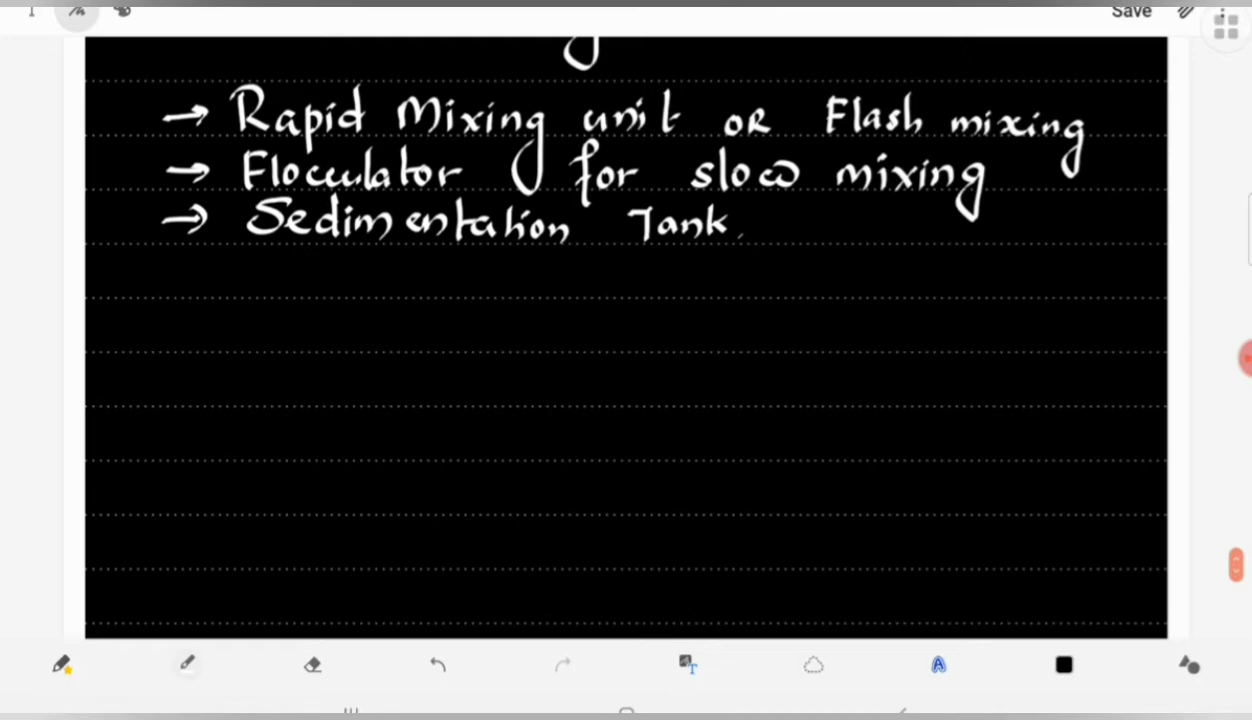 Save
→ Rapid Mixing unit OR Flash mixing
→ Flocculator for slow mixing
→ Sedimentation Tank.